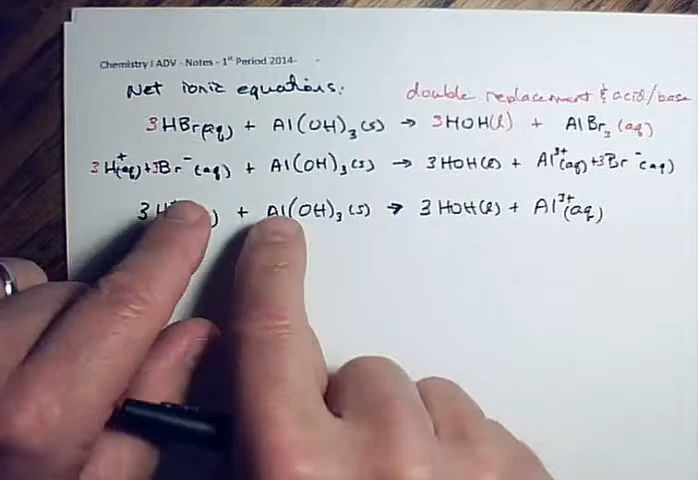 Chemistry I ADV - Notes - 1st Period 2014-
Net ionic equations:
double replacement & acid/base
3HBr(aq) + Al(OH)₃(s) → 3HOH(l) + AlBr₃(aq)
3H⁺(aq)+3Br⁻(aq) + Al(OH)₃(s) → 3HOH(l) + Al³⁺(aq)+3Br⁻(aq)
3H + Al(OH)₃(s) → 3HOH(l) + Al³⁺(aq)